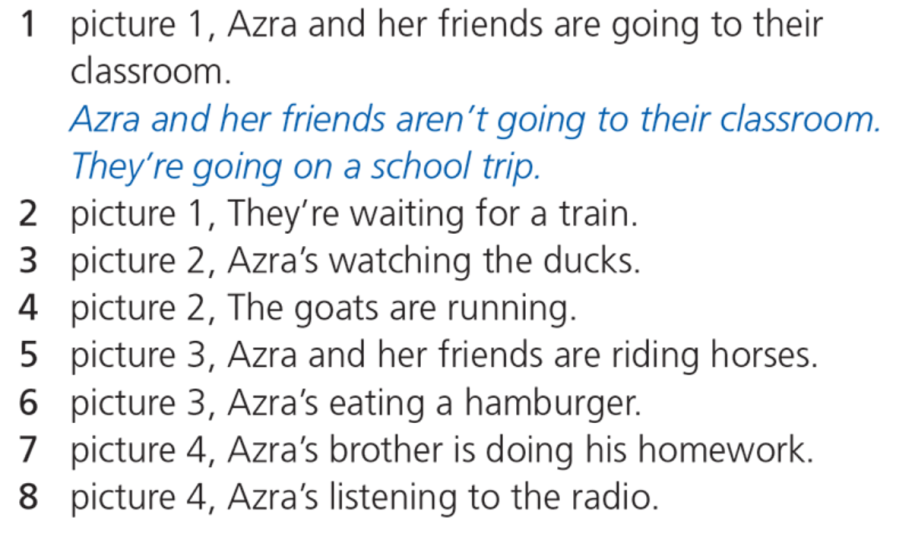 1 picture 1, Azra and her friends are going to their
classroom.
Azra and her friends aren't going to their classroom.
They're going on a school trip.
2 picture 1, They're waiting for a train.
3 picture 2, Azra's watching the ducks.
4 picture 2, The goats are running.
5 picture 3, Azra and her friends are riding horses.
6 picture 3, Azra's eating a hamburger.
7 picture 4, Azra's brother is doing his homework.
8 picture 4, Azra's listening to the radio.